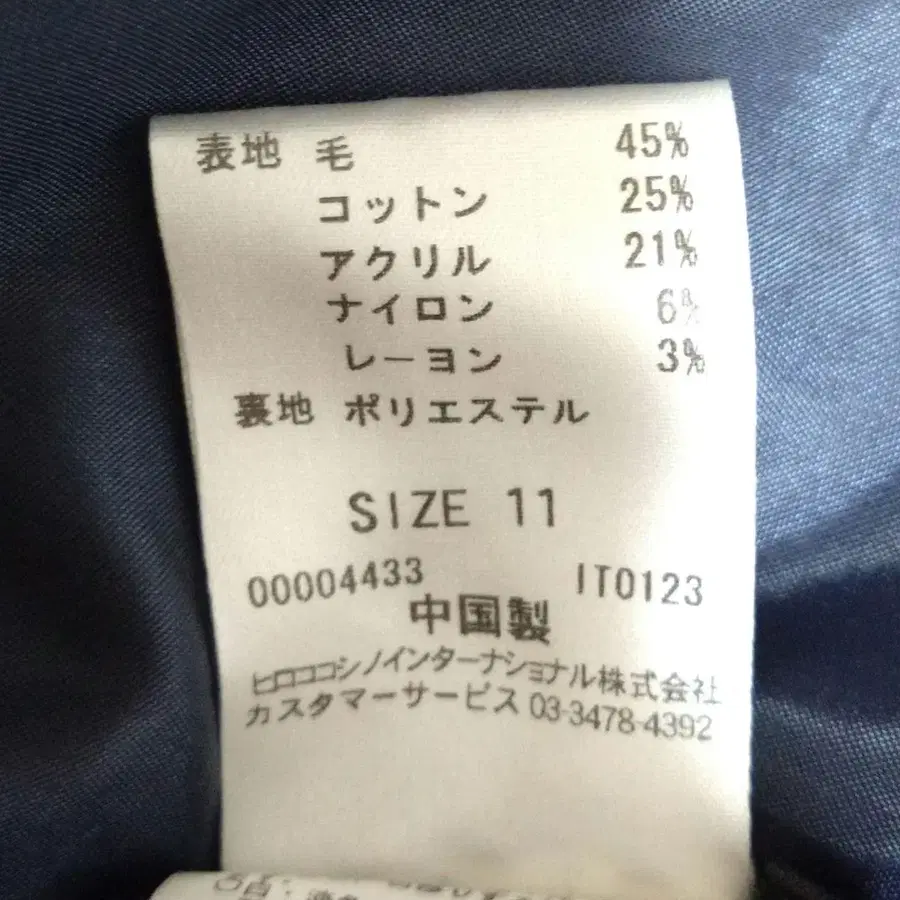 表地 毛 45%
コットン 25%
アクリル 21%
ナイロン 6%
レーヨン 3%
裏地 ポリエステル
SIZE 11
00004433 IT0123
中国製
ヒロココシノインターナショナル株式会社
カスタマーサービス 03-3478-4392